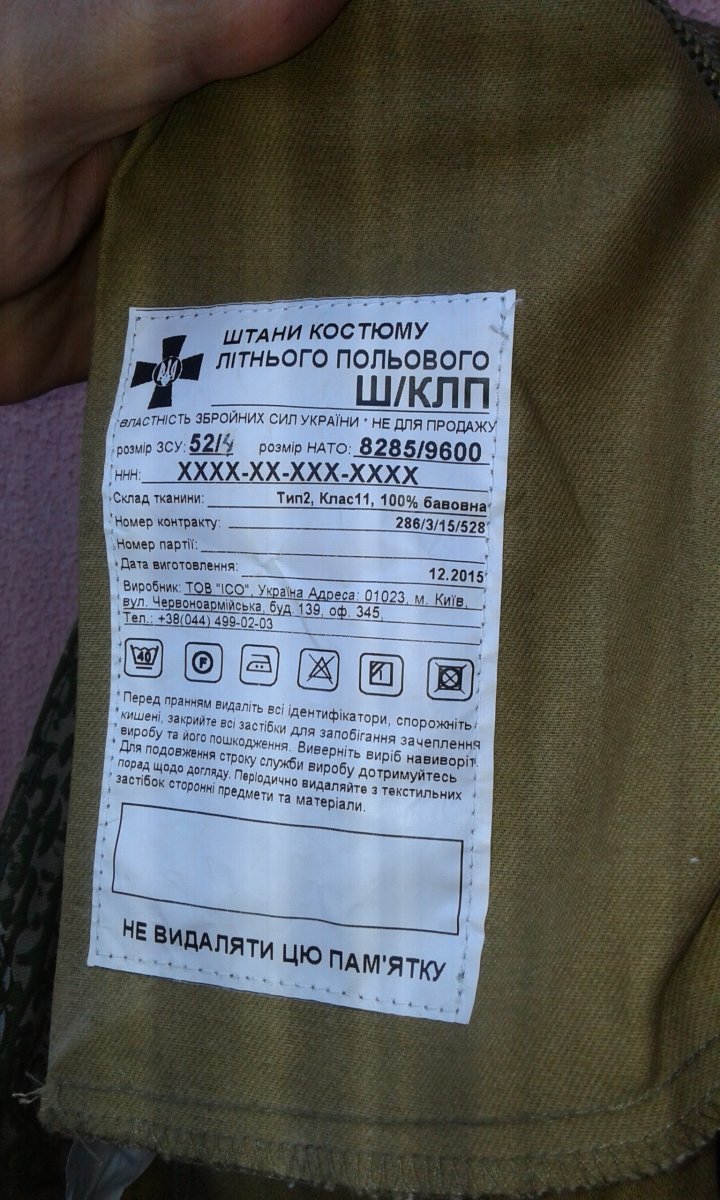 ШТАНИ КОСТЮМУ
ЛІТНЬОГО ПОЛЬОВОГО
Ш/КЛП
ВЛАСТНІСТЬ ЗБРОЙНИХ СИЛ УКРАЇНИ * НЕ ДЛЯ ПРОДАЖУ
розмір ЗСУ: 52/4 розмір НАТО: 8285/9600
ННН: XXXX-XX-XXX-XXXX
Склад тканини: Тип2, Клас11, 100% бавовна
Номер контракту: 286/3/15/528
Номер партії:
Дата виготовлення: 12.2015
Виробник: ТОВ "ІСО", Україна Адреса: 01023, м. Київ,
вул. Червоноармійська, буд. 139, оф. 345,
Тел.: +38(044) 499-02-03
40 F
Перед пранням видаліть всі ідентифікатори, спорожніть
кишені, закрийте всі застібки для запобігання зачеплення
виробу та його пошкодження. Виверніть виріб навиворіт.
Для подовження строку служби виробу дотримуйтесь
порад щодо догляду. Періодично видаляйте з текстильних
застібок сторонні предмети та матеріали.
НЕ ВИДАЛЯТИ ЦЮ ПАМ'ЯТКУ